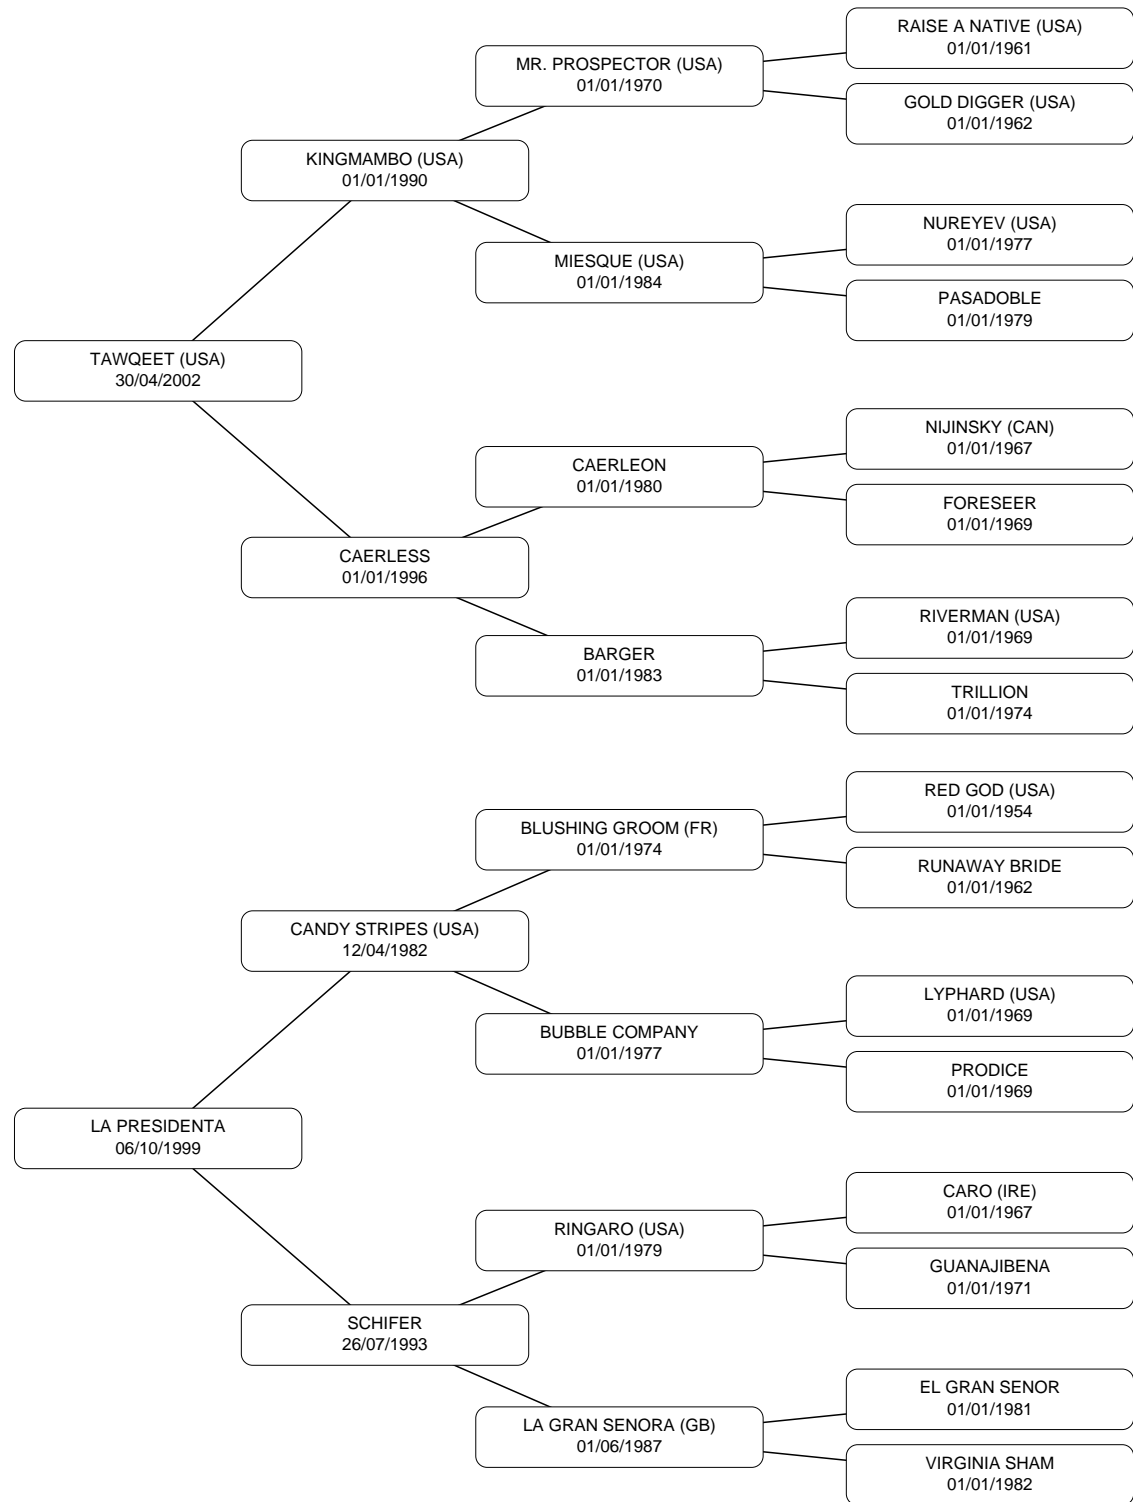 RAISE A NATIVE (USA)
01/01/1961
MR. PROSPECTOR (USA)
01/01/1970
GOLD DIGGER (USA)
01/01/1962
KINGMAMBO (USA)
01/01/1990
NUREYEV (USA)
01/01/1977
MIESQUE (USA)
01/01/1984
PASADOBLE
01/01/1979
TAWQEET (USA)
30/04/2002
NIJINSKY (CAN)
01/01/1967
CAERLEON
01/01/1980
FORESEER
01/01/1969
CAERLESS
01/01/1996
RIVERMAN (USA)
01/01/1969
BARGER
01/01/1983
TRILLION
01/01/1974
RED GOD (USA)
01/01/1954
BLUSHING GROOM (FR)
01/01/1974
RUNAWAY BRIDE
01/01/1962
CANDY STRIPES (USA)
12/04/1982
LYPHARD (USA)
01/01/1969
BUBBLE COMPANY
01/01/1977
PRODICE
01/01/1969
LA PRESIDENTA
06/10/1999
CARO (IRE)
01/01/1967
RINGARO (USA)
01/01/1979
GUANAJIBENA
01/01/1971
SCHIFER
26/07/1993
EL GRAN SENOR
01/01/1981
LA GRAN SENORA (GB)
01/06/1987
VIRGINIA SHAM
01/01/1982